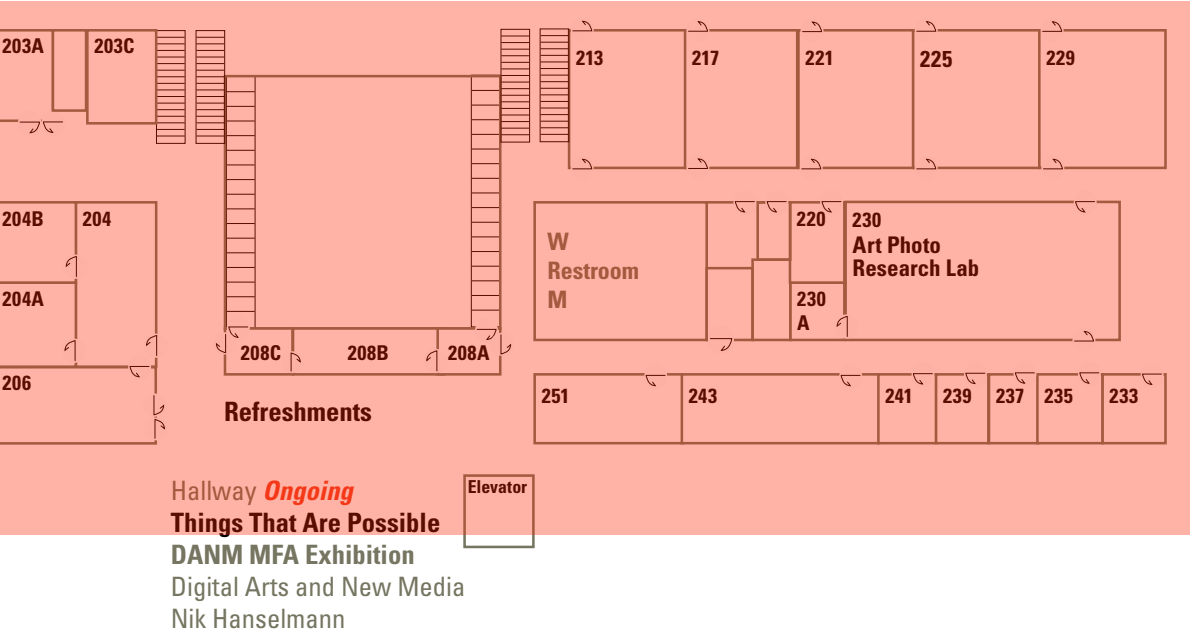 203A
203C
213
217
221
225
229
204B
204
W
Restroom
M
220
230
Art Photo
Research Lab
204A
230
A
208C
208B
208A
206
Refreshments
251
243
241
239
237
235
233
Hallway Ongoing
Elevator
Things That Are Possible
DANM MFA Exhibition
Digital Arts and New Media
Nik Hanselmann